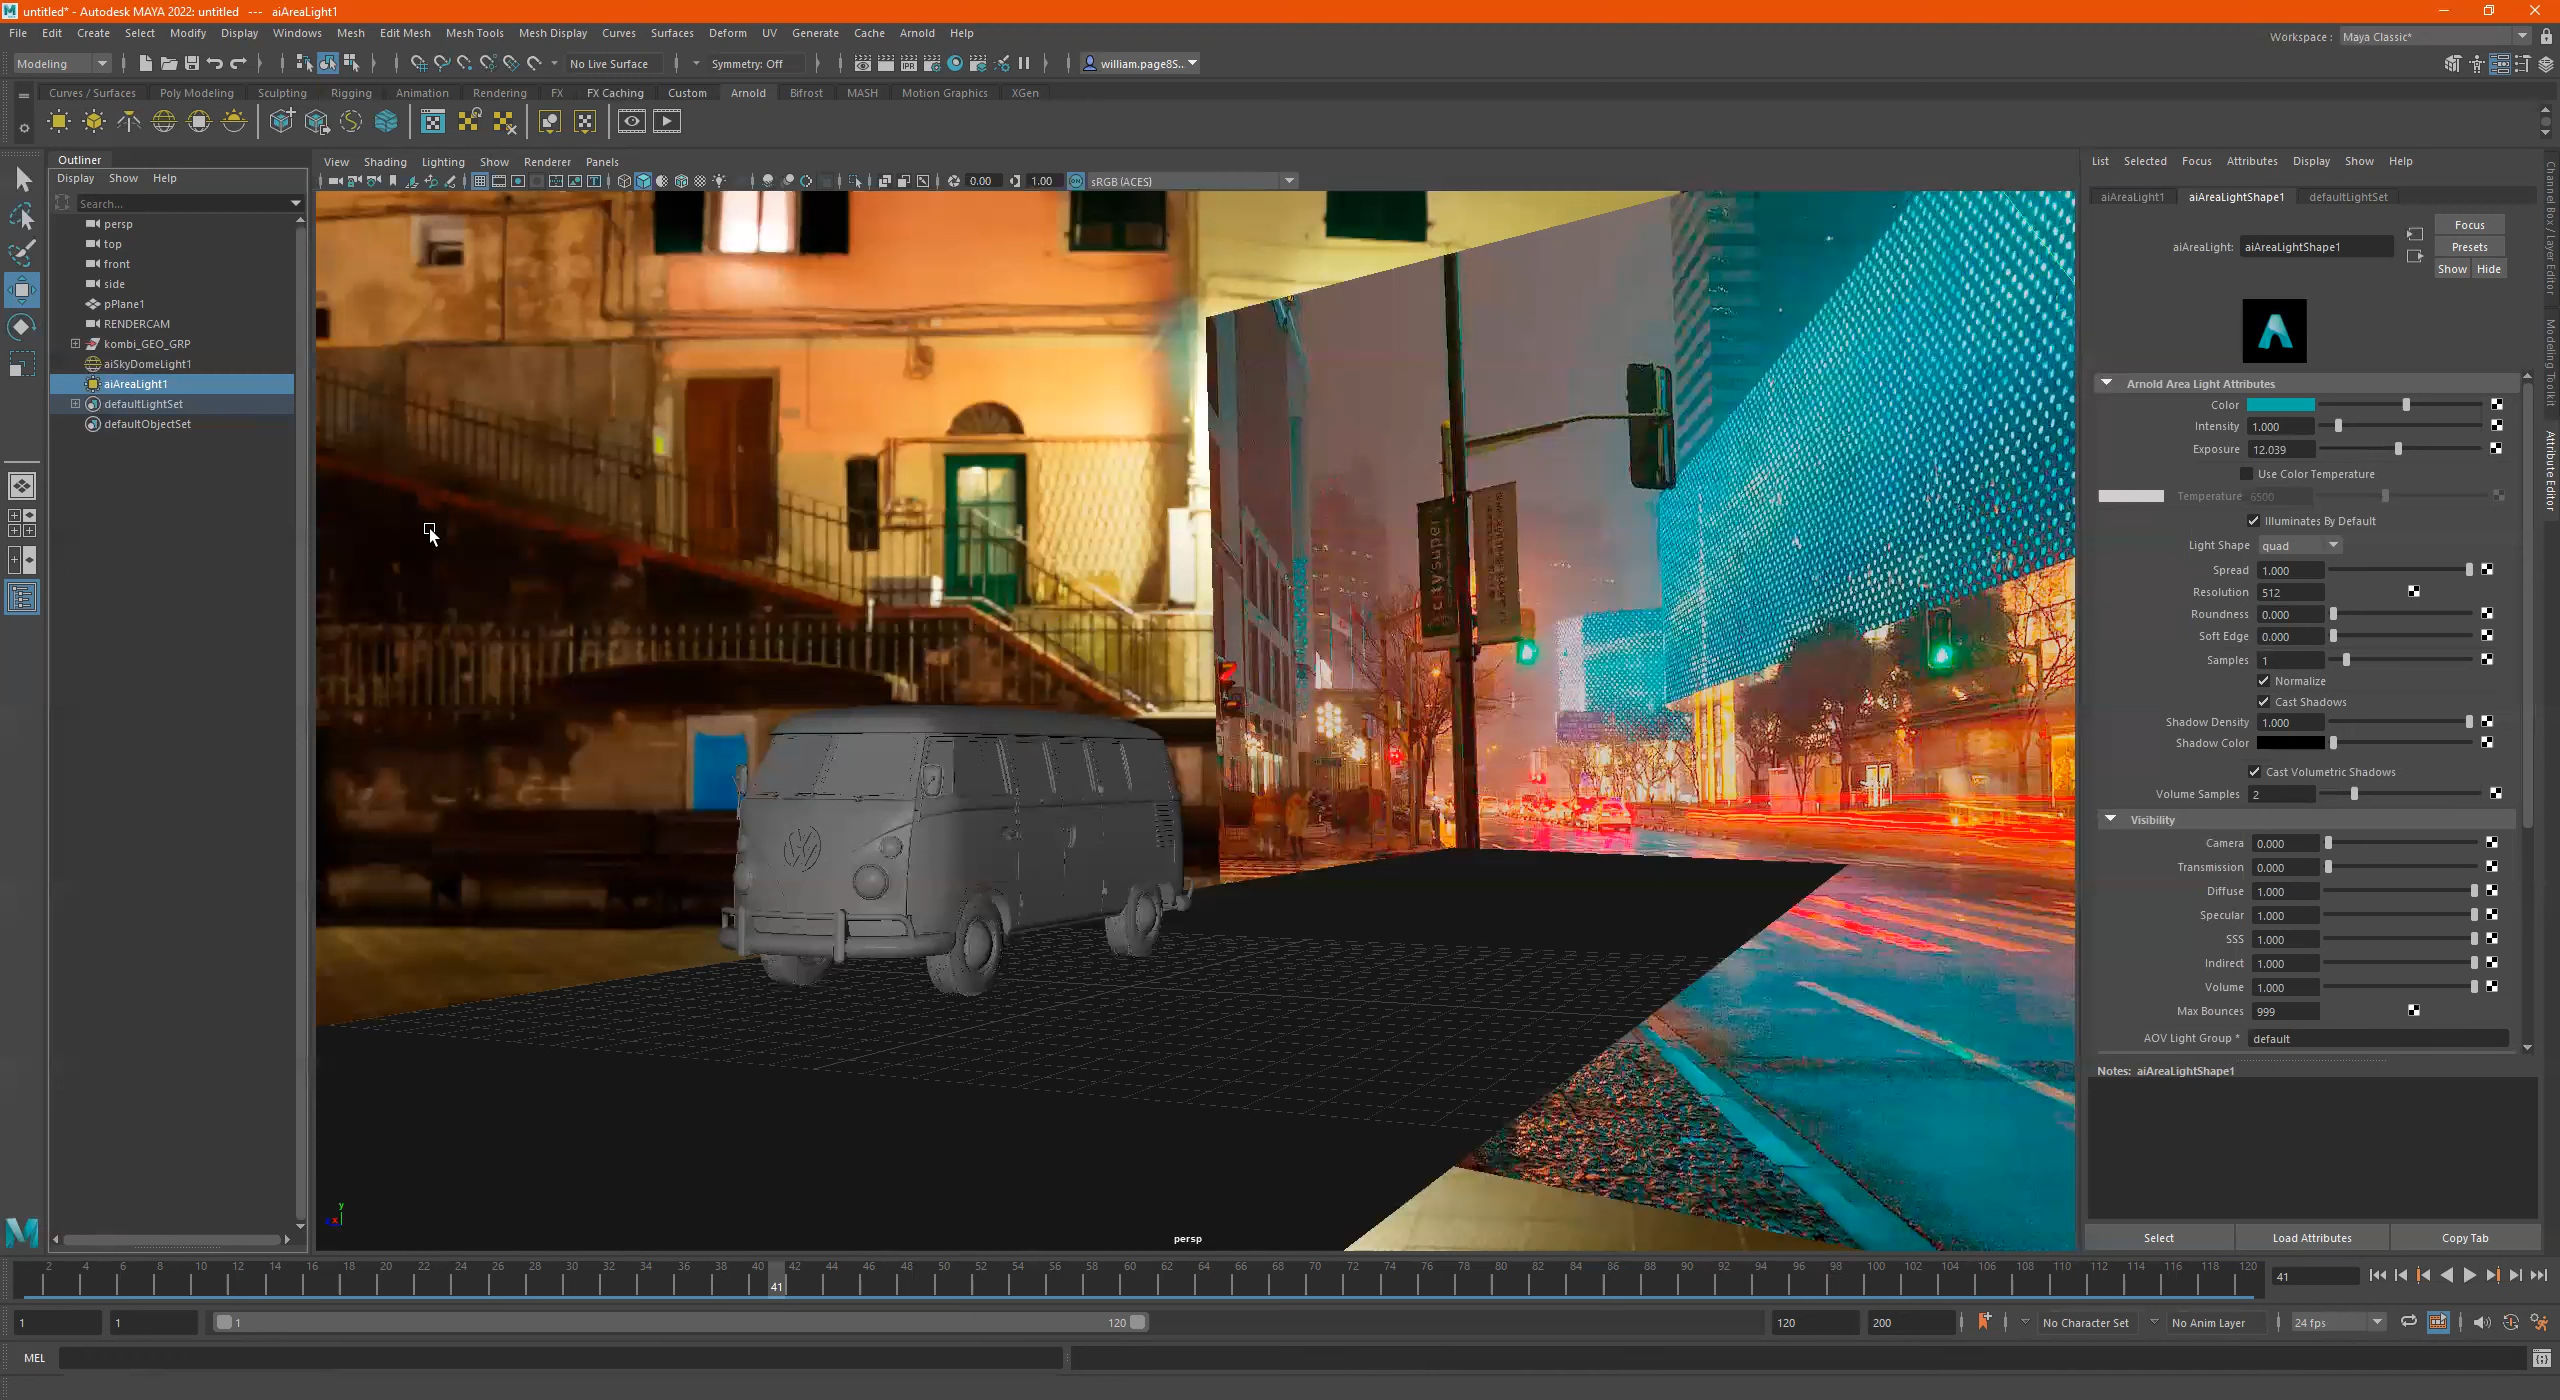 untitled* - Autodesk MAYA 2022: untitled --- aiAreaLight1
File Edit Create Select Modify Display Windows Mesh Edit Mesh Mesh Tools Mesh Display Curves Surfaces Deform UV Generate Cache Arnold Help
Workspace : Maya Classic*
Modeling No Live Surface Symmetry: Off william.page8S...
Curves / Surfaces Poly Modeling Sculpting Rigging Animation Rendering FX FX Caching Custom Arnold Bifrost MASH Motion Graphics XGen
Outliner
Display Show Help
Search...
persp
top
front
side
pPlane1
RENDERCAM
kombi_GEO_GRP
aiSkyDomeLight1
aiAreaLight1
defaultLightSet
defaultObjectSet
View Shading Lighting Show Renderer Panels
0.00 1.00 sRGB (ACES)
citysuper
persp
y
x
List Selected Focus Attributes Display Show Help
aiAreaLight1 aiAreaLightShape1 defaultLightSet
aiAreaLight: aiAreaLightShape1
Focus
Presets
Show Hide
Arnold Area Light Attributes
Color
Intensity 1.000
Exposure 12.039
Use Color Temperature
Temperature 6500
Illuminates By Default
Light Shape quad
Spread 1.000
Resolution 512
Roundness 0.000
Soft Edge 0.000
Samples 1
Normalize
Cast Shadows
Shadow Density 1.000
Shadow Color
Cast Volumetric Shadows
Volume Samples 2
Visibility
Camera 0.000
Transmission 0.000
Diffuse 1.000
Specular 1.000
SSS 1.000
Indirect 1.000
Volume 1.000
Max Bounces 999
AOV Light Group * default
Notes: aiAreaLightShape1
Select Load Attributes Copy Tab
Channel Box / Layer Editor
Modeling Toolkit
Attribute Editor
2 4 6 8 10 12 14 16 18 20 22 24 26 28 30 32 34 36 38 40 42 44 46 48 50 52 54 56 58 60 62 64 66 68 70 72 74 76 78 80 82 84 86 88 90 92 94 96 98 100 102 104 106 108 110 112 114 116 118 120
41
41
1 1 1 120 120 200 No Character Set No Anim Layer 24 fps
MEL